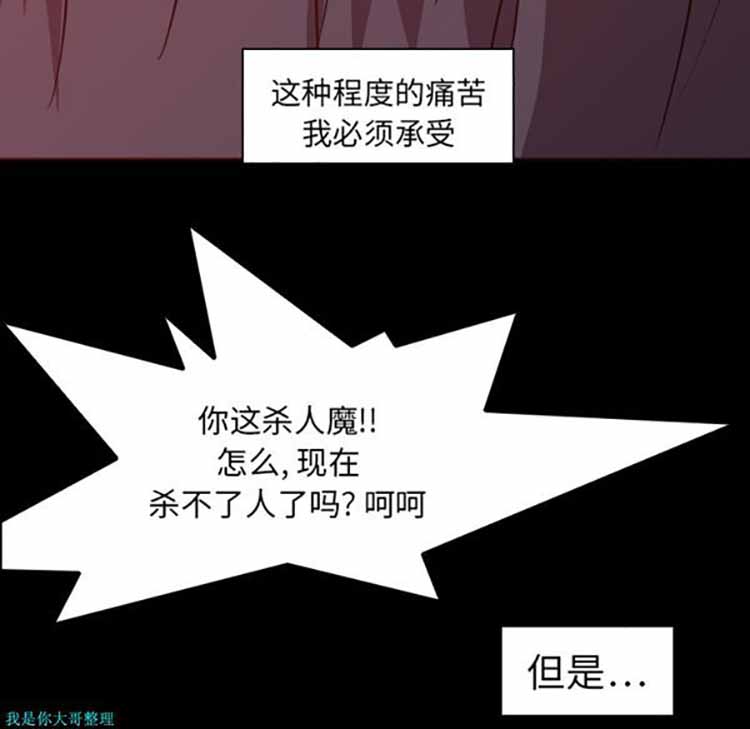 这种程度的痛苦
我必须承受
你这杀人魔!!
怎么,现在
杀不了人了吗?呵呵
但是...
我是你大哥整理